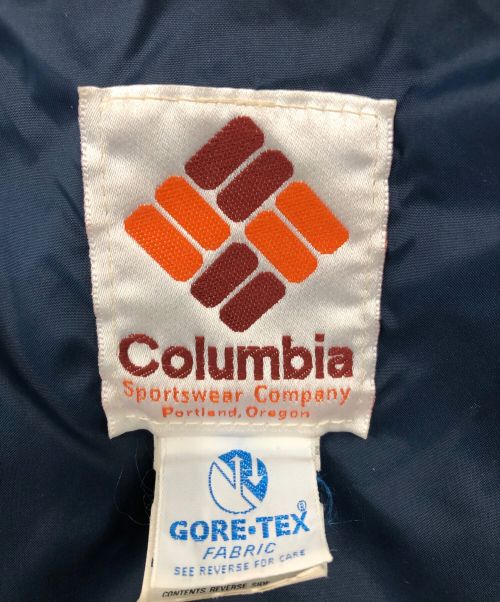 Columbia
Sportswear Company
Portland, Oregon
GORE-TEX®
FABRIC
SEE REVERSE FOR CARE
CONTENTS REVERSE SIDE